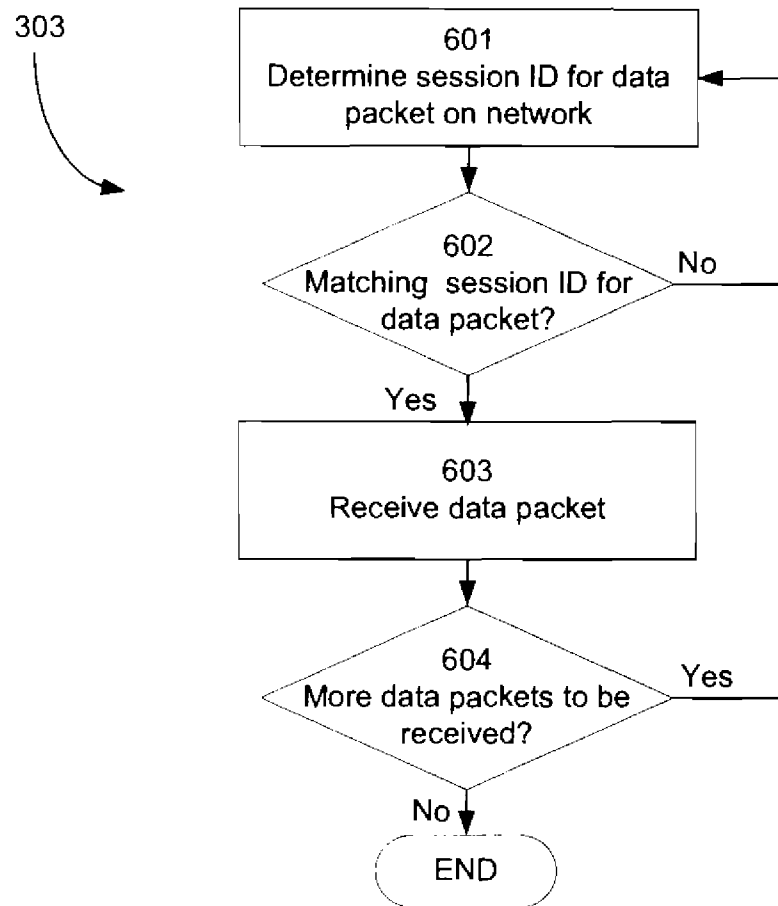 303
601
Determine session ID for data
packet on network
602
Matching session ID for
data packet?
No
Yes
603
Receive data packet
604
More data packets to be
received?
Yes
No
END